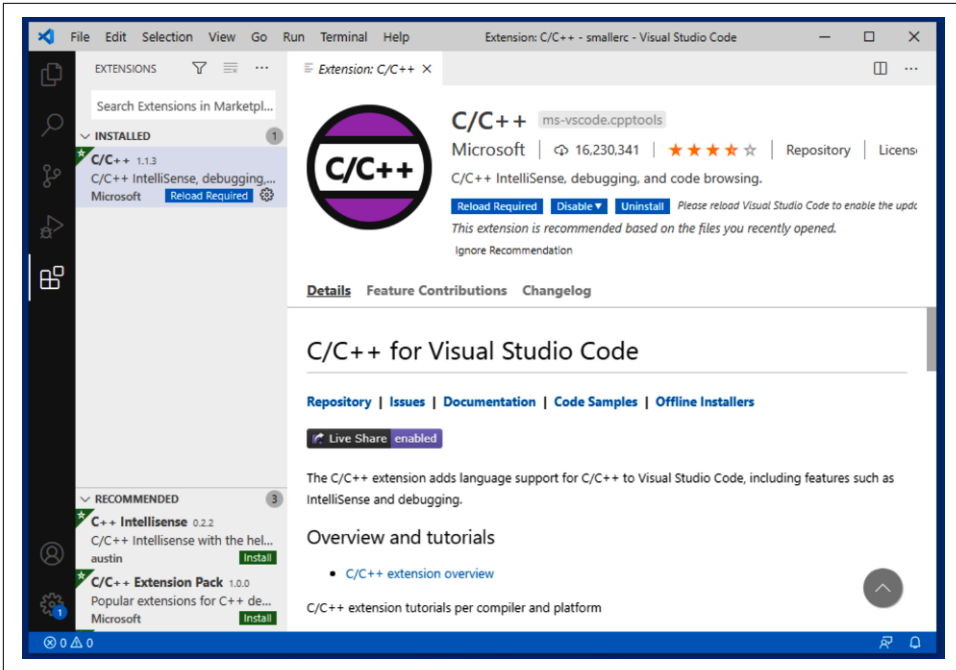 File Edit Selection View Go Run Terminal Help Extension: C/C++ - smallerc - Visual Studio Code
EXTENSIONS
Search Extensions in Marketpl...
INSTALLED 1
C/C++ 1.1.3
C/C++ IntelliSense, debugging,...
Microsoft Reload Required
RECOMMENDED 3
C++ Intellisense 0.2.2
C/C++ Intellisense with the hel...
austin Install
C/C++ Extension Pack 1.0.0
Popular extensions for C++ de...
Microsoft Install
Extension: C/C++
C/C++
C/C++ ms-vscode.cpptools
Microsoft | 16,230,341 | Repository | Licens
C/C++ IntelliSense, debugging, and code browsing.
Reload Required Disable Uninstall Please reload Visual Studio Code to enable the upda
This extension is recommended based on the files you recently opened.
Ignore Recommendation
Details Feature Contributions Changelog
C/C++ for Visual Studio Code
Repository | Issues | Documentation | Code Samples | Offline Installers
Live Share enabled
The C/C++ extension adds language support for C/C++ to Visual Studio Code, including features such as
IntelliSense and debugging.
Overview and tutorials
• C/C++ extension overview
C/C++ extension tutorials per compiler and platform
1
0 0